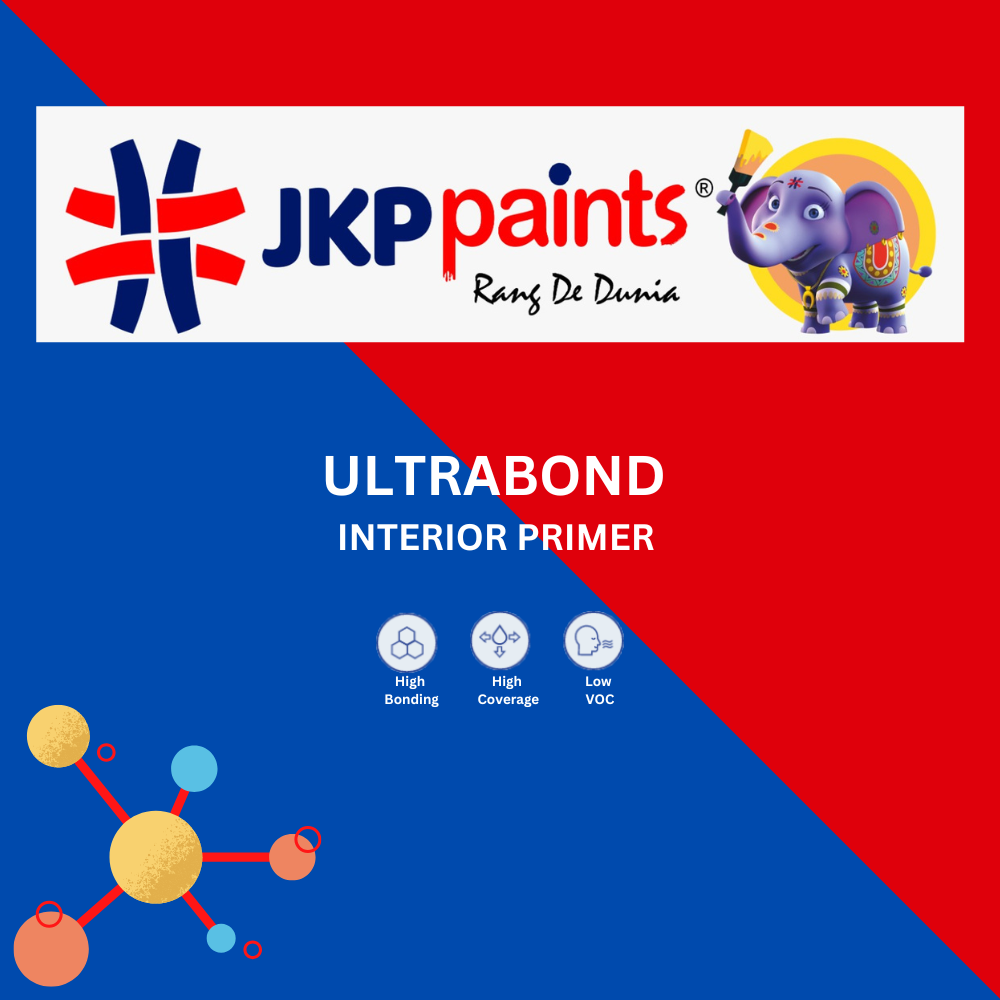 JKP paints ®
Rang De Dunia
ULTRABOND
INTERIOR PRIMER
High Bonding
High Coverage
Low VOC